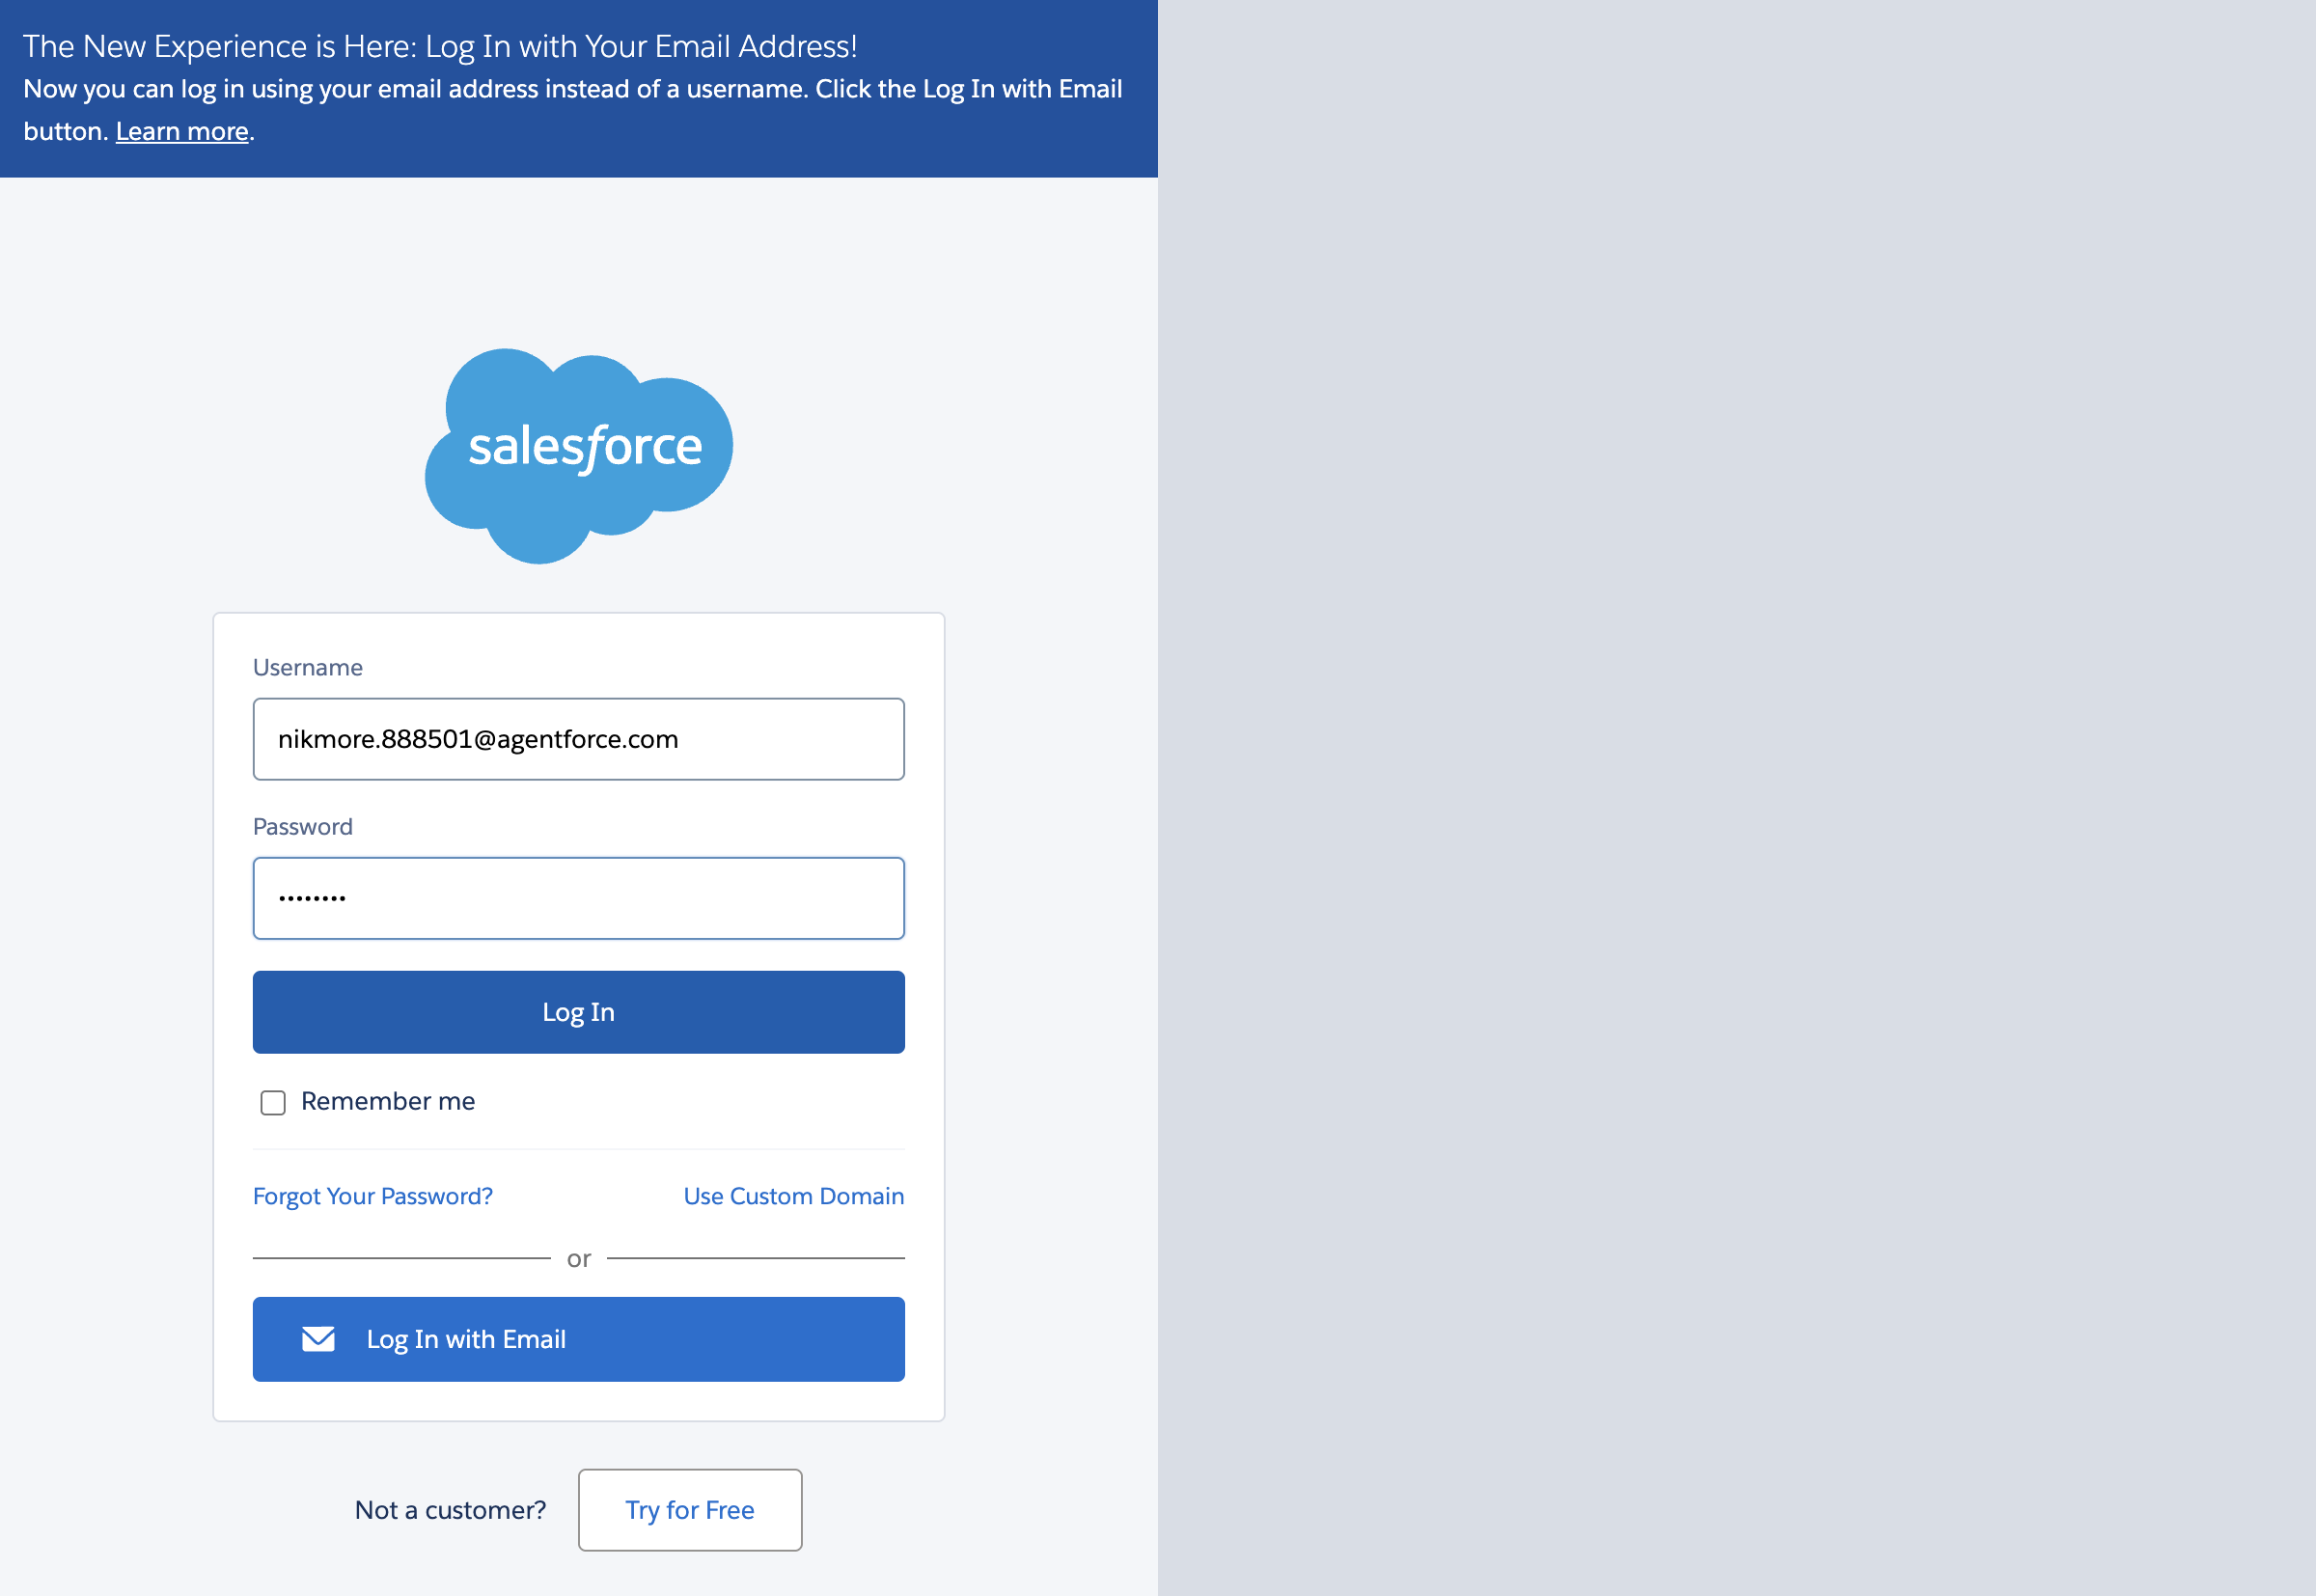 The New Experience is Here: Log In with Your Email Address!
Now you can log in using your email address instead of a username. Click the Log In with Email
button. Learn more.
salesforce
Username
nikmore.888501@agentforce.com
Password
••••••••
Log In
Remember me
Forgot Your Password?
Use Custom Domain
or
Log In with Email
Not a customer?
Try for Free